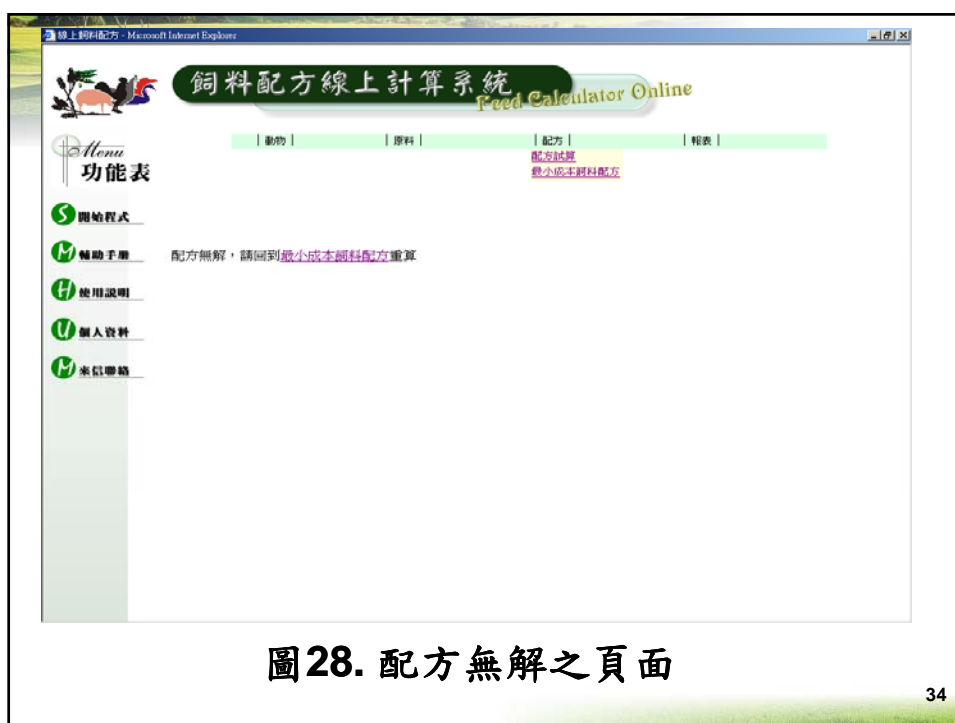 線上飼料配方 - Microsoft Internet Explorer
飼料配方線上計算系統
Feed Calculator Online
Menu
功能表
| 動物 | | 原料 | | 配方 | | 報表 |
配方試算
最小成本飼料配方
S 開始程式
M 輔助手冊
配方無解，請回到最小成本飼料配方重算
H 使用說明
U 個人資料
M 來信聯絡
圖28. 配方無解之頁面
34